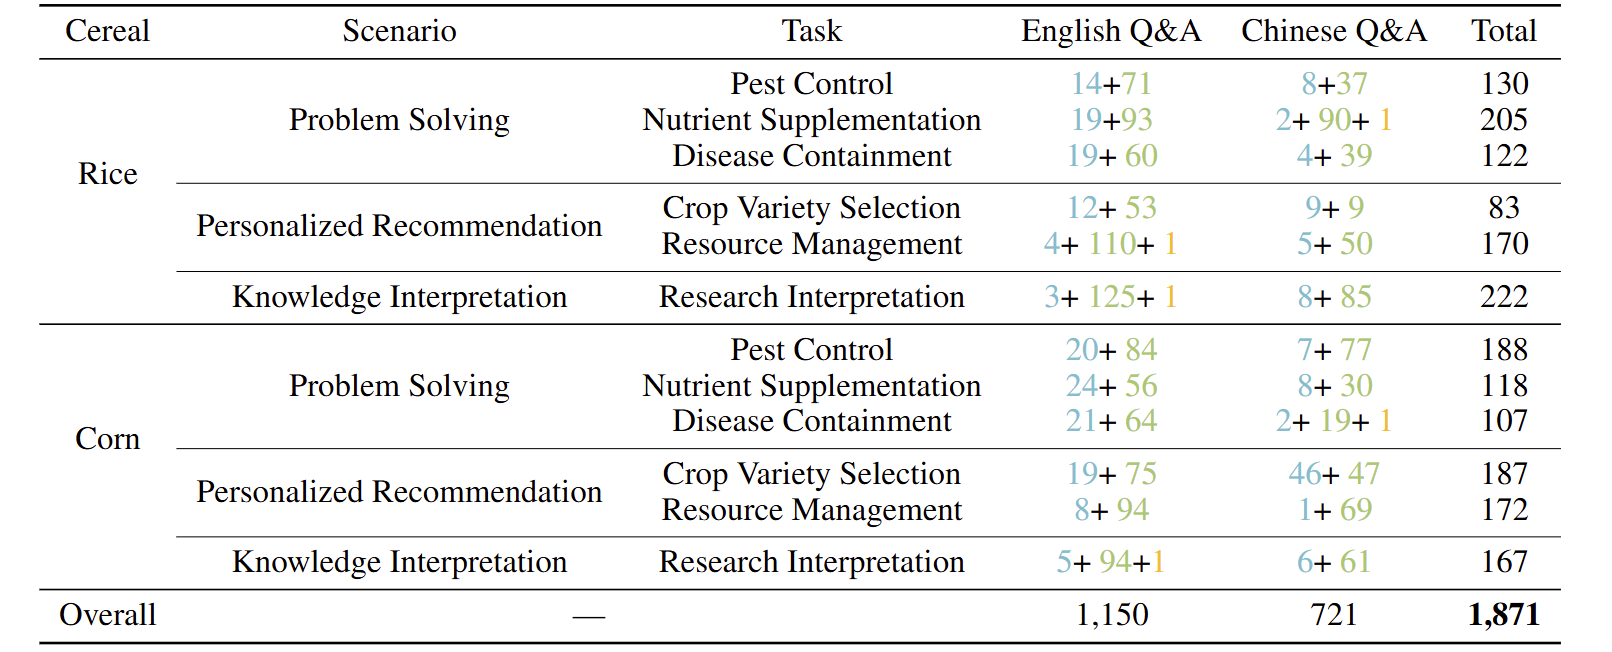 Cereal Scenario Task English Q&A Chinese Q&A Total
Pest Control 14+71 8+37 130
Problem Solving Nutrient Supplementation 19+93 2+ 90+ 1 205
Disease Containment 19+ 60 4+ 39 122
Rice
Crop Variety Selection 12+ 53 9+ 9 83
Personalized Recommendation
Resource Management 4+ 110+ 1 5+ 50 170
Knowledge Interpretation Research Interpretation 3+ 125+ 1 8+ 85 222
Pest Control 20+ 84 7+ 77 188
Problem Solving Nutrient Supplementation 24+ 56 8+ 30 118
Disease Containment 21+ 64 2+ 19+ 1 107
Corn
Crop Variety Selection 19+ 75 46+ 47 187
Personalized Recommendation
Resource Management 8+ 94 1+ 69 172
Knowledge Interpretation Research Interpretation 5+ 94+1 6+ 61 167
Overall — 1,150 721 1,871